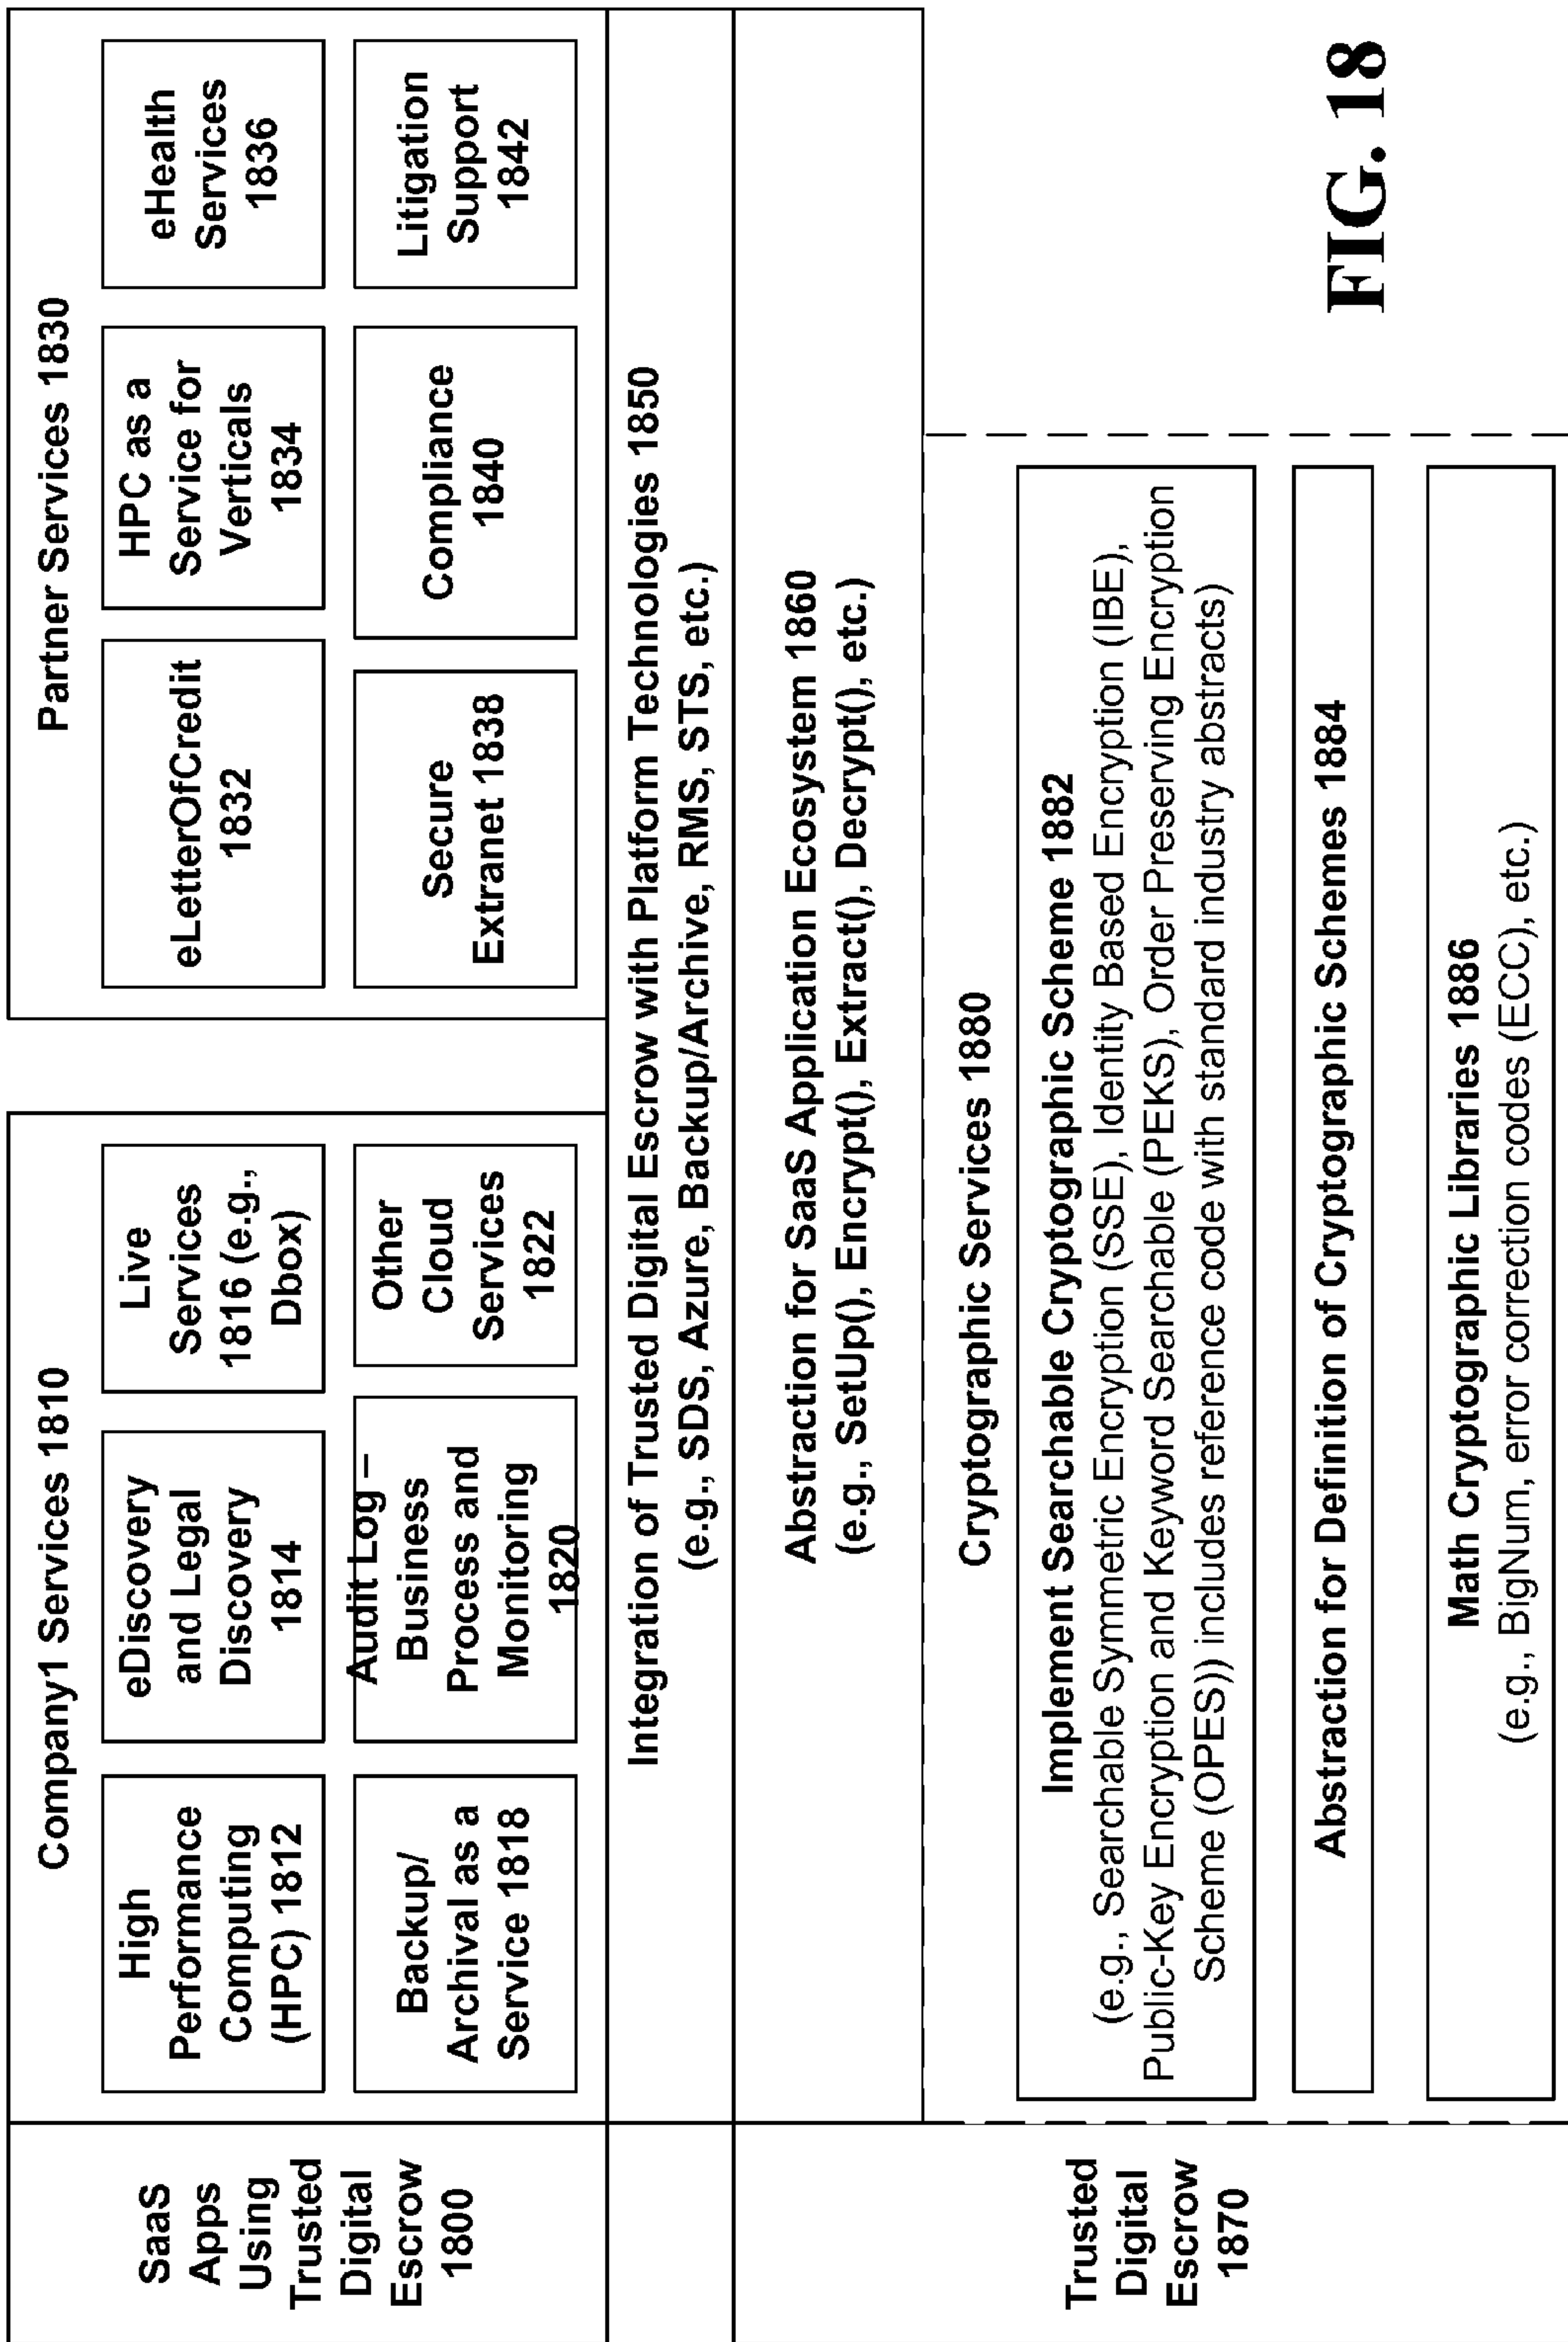 SaaS
Apps
Using
Trusted
Digital
Escrow
1800
Company1 Services 1810
High
Performance
Computing
(HPC) 1812
eDiscovery
and Legal
Discovery
1814
Live
Services
1816 (e.g.,
Dbox)
Backup/
Archival as a
Service 1818
Audit Log –
Business
Process and
Monitoring
1820
Other
Cloud
Services
1822
Partner Services 1830
eLetterOfCredit
1832
HPC as a
Service for
Verticals
1834
eHealth
Services
1836
Secure
Extranet 1838
Compliance
1840
Litigation
Support
1842
Integration of Trusted Digital Escrow with Platform Technologies 1850
(e.g., SDS, Azure, Backup/Archive, RMS, STS, etc.)
Trusted
Digital
Escrow
1870
Abstraction for SaaS Application Ecosystem 1860
(e.g., SetUp(), Encrypt(), Extract(), Decrypt(), etc.)
Cryptographic Services 1880
Implement Searchable Cryptographic Scheme 1882
(e.g., Searchable Symmetric Encryption (SSE), Identity Based Encryption (IBE),
Public-Key Encryption and Keyword Searchable (PEKS), Order Preserving Encryption
Scheme (OPES)) includes reference code with standard industry abstracts)
Abstraction for Definition of Cryptographic Schemes 1884
Math Cryptographic Libraries 1886
(e.g., BigNum, error correction codes (ECC), etc.)
FIG. 18